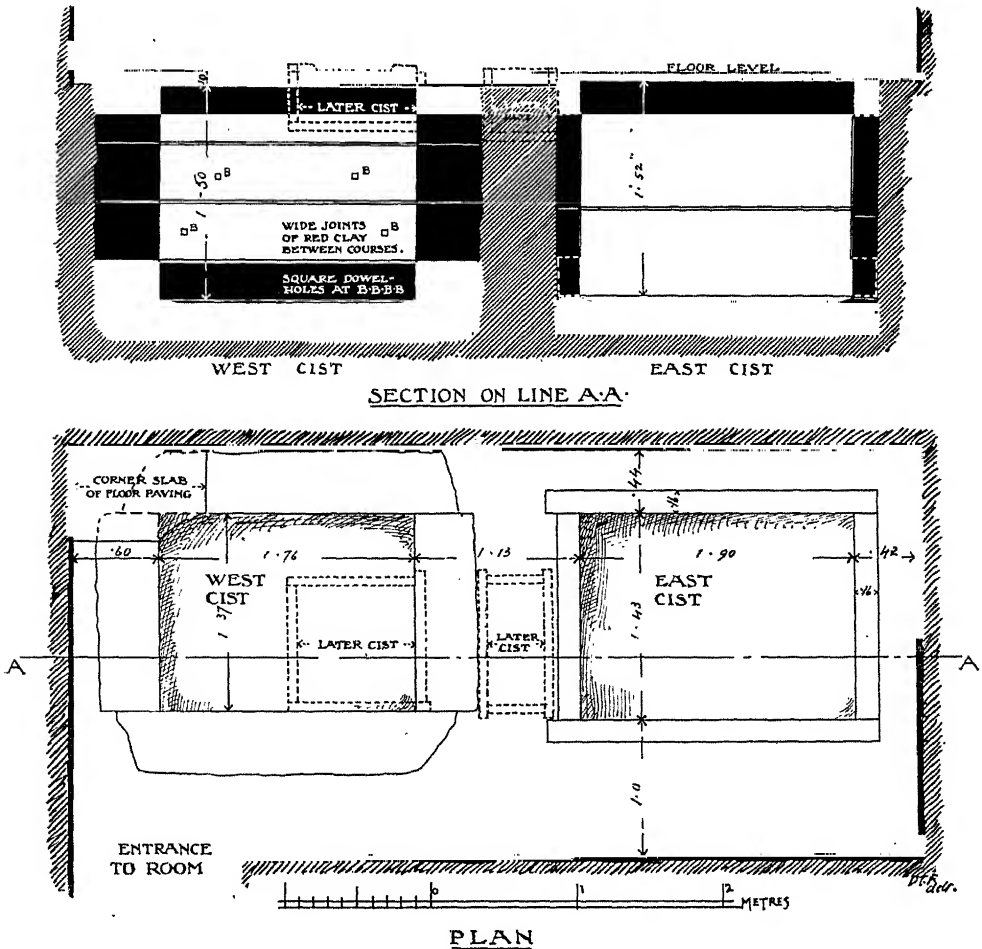 FLOOR LEVEL
.10
LATER CIST
B
B
1.50
1.52
B
B
WIDE JOINTS
OF RED CLAY
BETWEEN COURSES.
SQUARE DOWEL-
HOLES AT B·B·B·B
WEST CIST
EAST CIST
SECTION ON LINE A·A·
CORNER SLAB
OF FLOOR PAVING
.44
.16
.60
1.76
1.13
1.90
.42
WEST
CIST
EAST
CIST
1.37
1.43
.16
LATER CIST
LATER
CIST
A
A
1.0
ENTRANCE
TO ROOM
0
1
2
METRES
PLAN